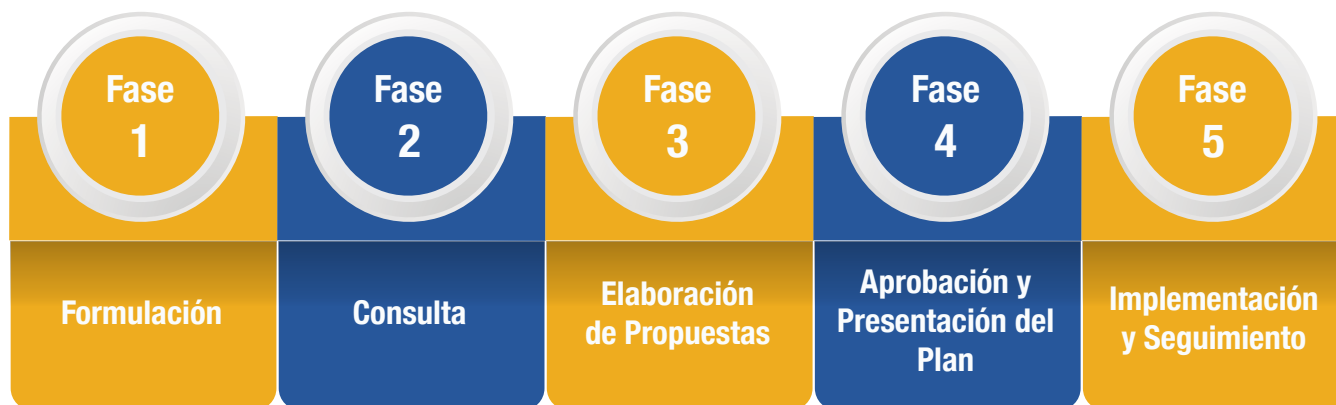 Fase
1
Formulación
Fase
2
Consulta
Fase
3
Elaboración
de Propuestas
Fase
4
Aprobación y
Presentación del
Plan
Fase
5
Implementación
y Seguimiento